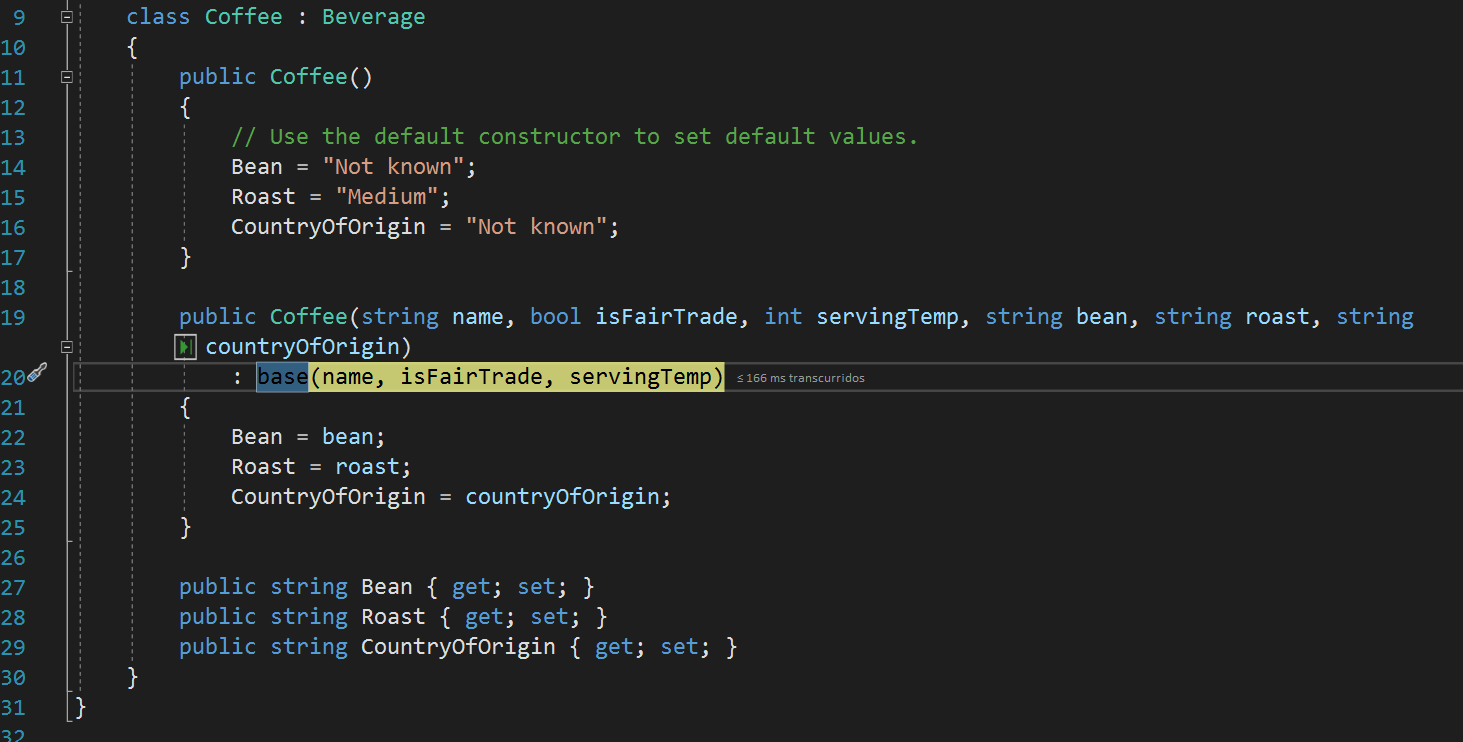 9 class Coffee : Beverage
10 {
11 public Coffee()
12 {
13 // Use the default constructor to set default values.
14 Bean = "Not known";
15 Roast = "Medium";
16 CountryOfOrigin = "Not known";
17 }
18
19 public Coffee(string name, bool isFairTrade, int servingTemp, string bean, string roast, string
countryOfOrigin)
20 : base(name, isFairTrade, servingTemp) ≤ 166 ms transcurridos
21 {
22 Bean = bean;
23 Roast = roast;
24 CountryOfOrigin = countryOfOrigin;
25 }
26
27 public string Bean { get; set; }
28 public string Roast { get; set; }
29 public string CountryOfOrigin { get; set; }
30 }
31 }
32